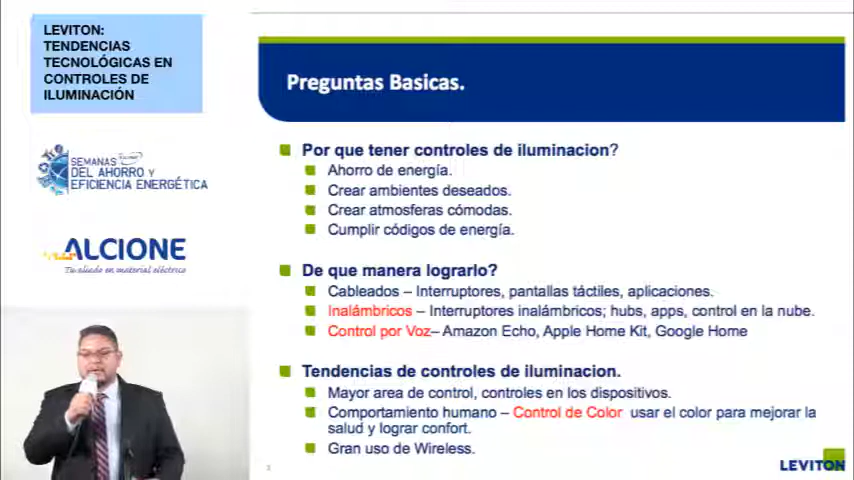 LEVITON:
TENDENCIAS
TECNOLÓGICAS EN
CONTROLES DE
ILUMINACIÓN
SEMANAS
DEL AHORRO Y
EFICIENCIA ENERGÉTICA
ALCIONE
Tu aliado en material eléctrico
Preguntas Basicas.
Por que tener controles de iluminacion?
Ahorro de energía.
Crear ambientes deseados.
Crear atmosferas cómodas.
Cumplir códigos de energía.
De que manera lograrlo?
Cableados – Interruptores, pantallas táctiles, aplicaciones.
Inalámbricos – Interruptores inalámbricos; hubs, apps, control en la nube.
Control por Voz– Amazon Echo, Apple Home Kit, Google Home
Tendencias de controles de iluminacion.
Mayor area de control, controles en los dispositivos.
Comportamiento humano – Control de Color usar el color para mejorar la
salud y lograr confort.
Gran uso de Wireless.
LEVITON